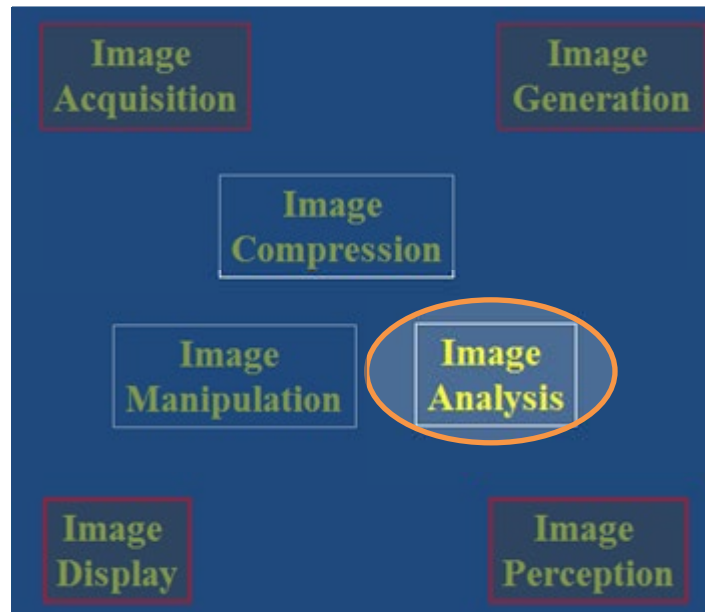 Image
Acquisition
Image
Generation
Image
Compression
Image
Manipulation
Image
Analysis
Image
Display
Image
Perception